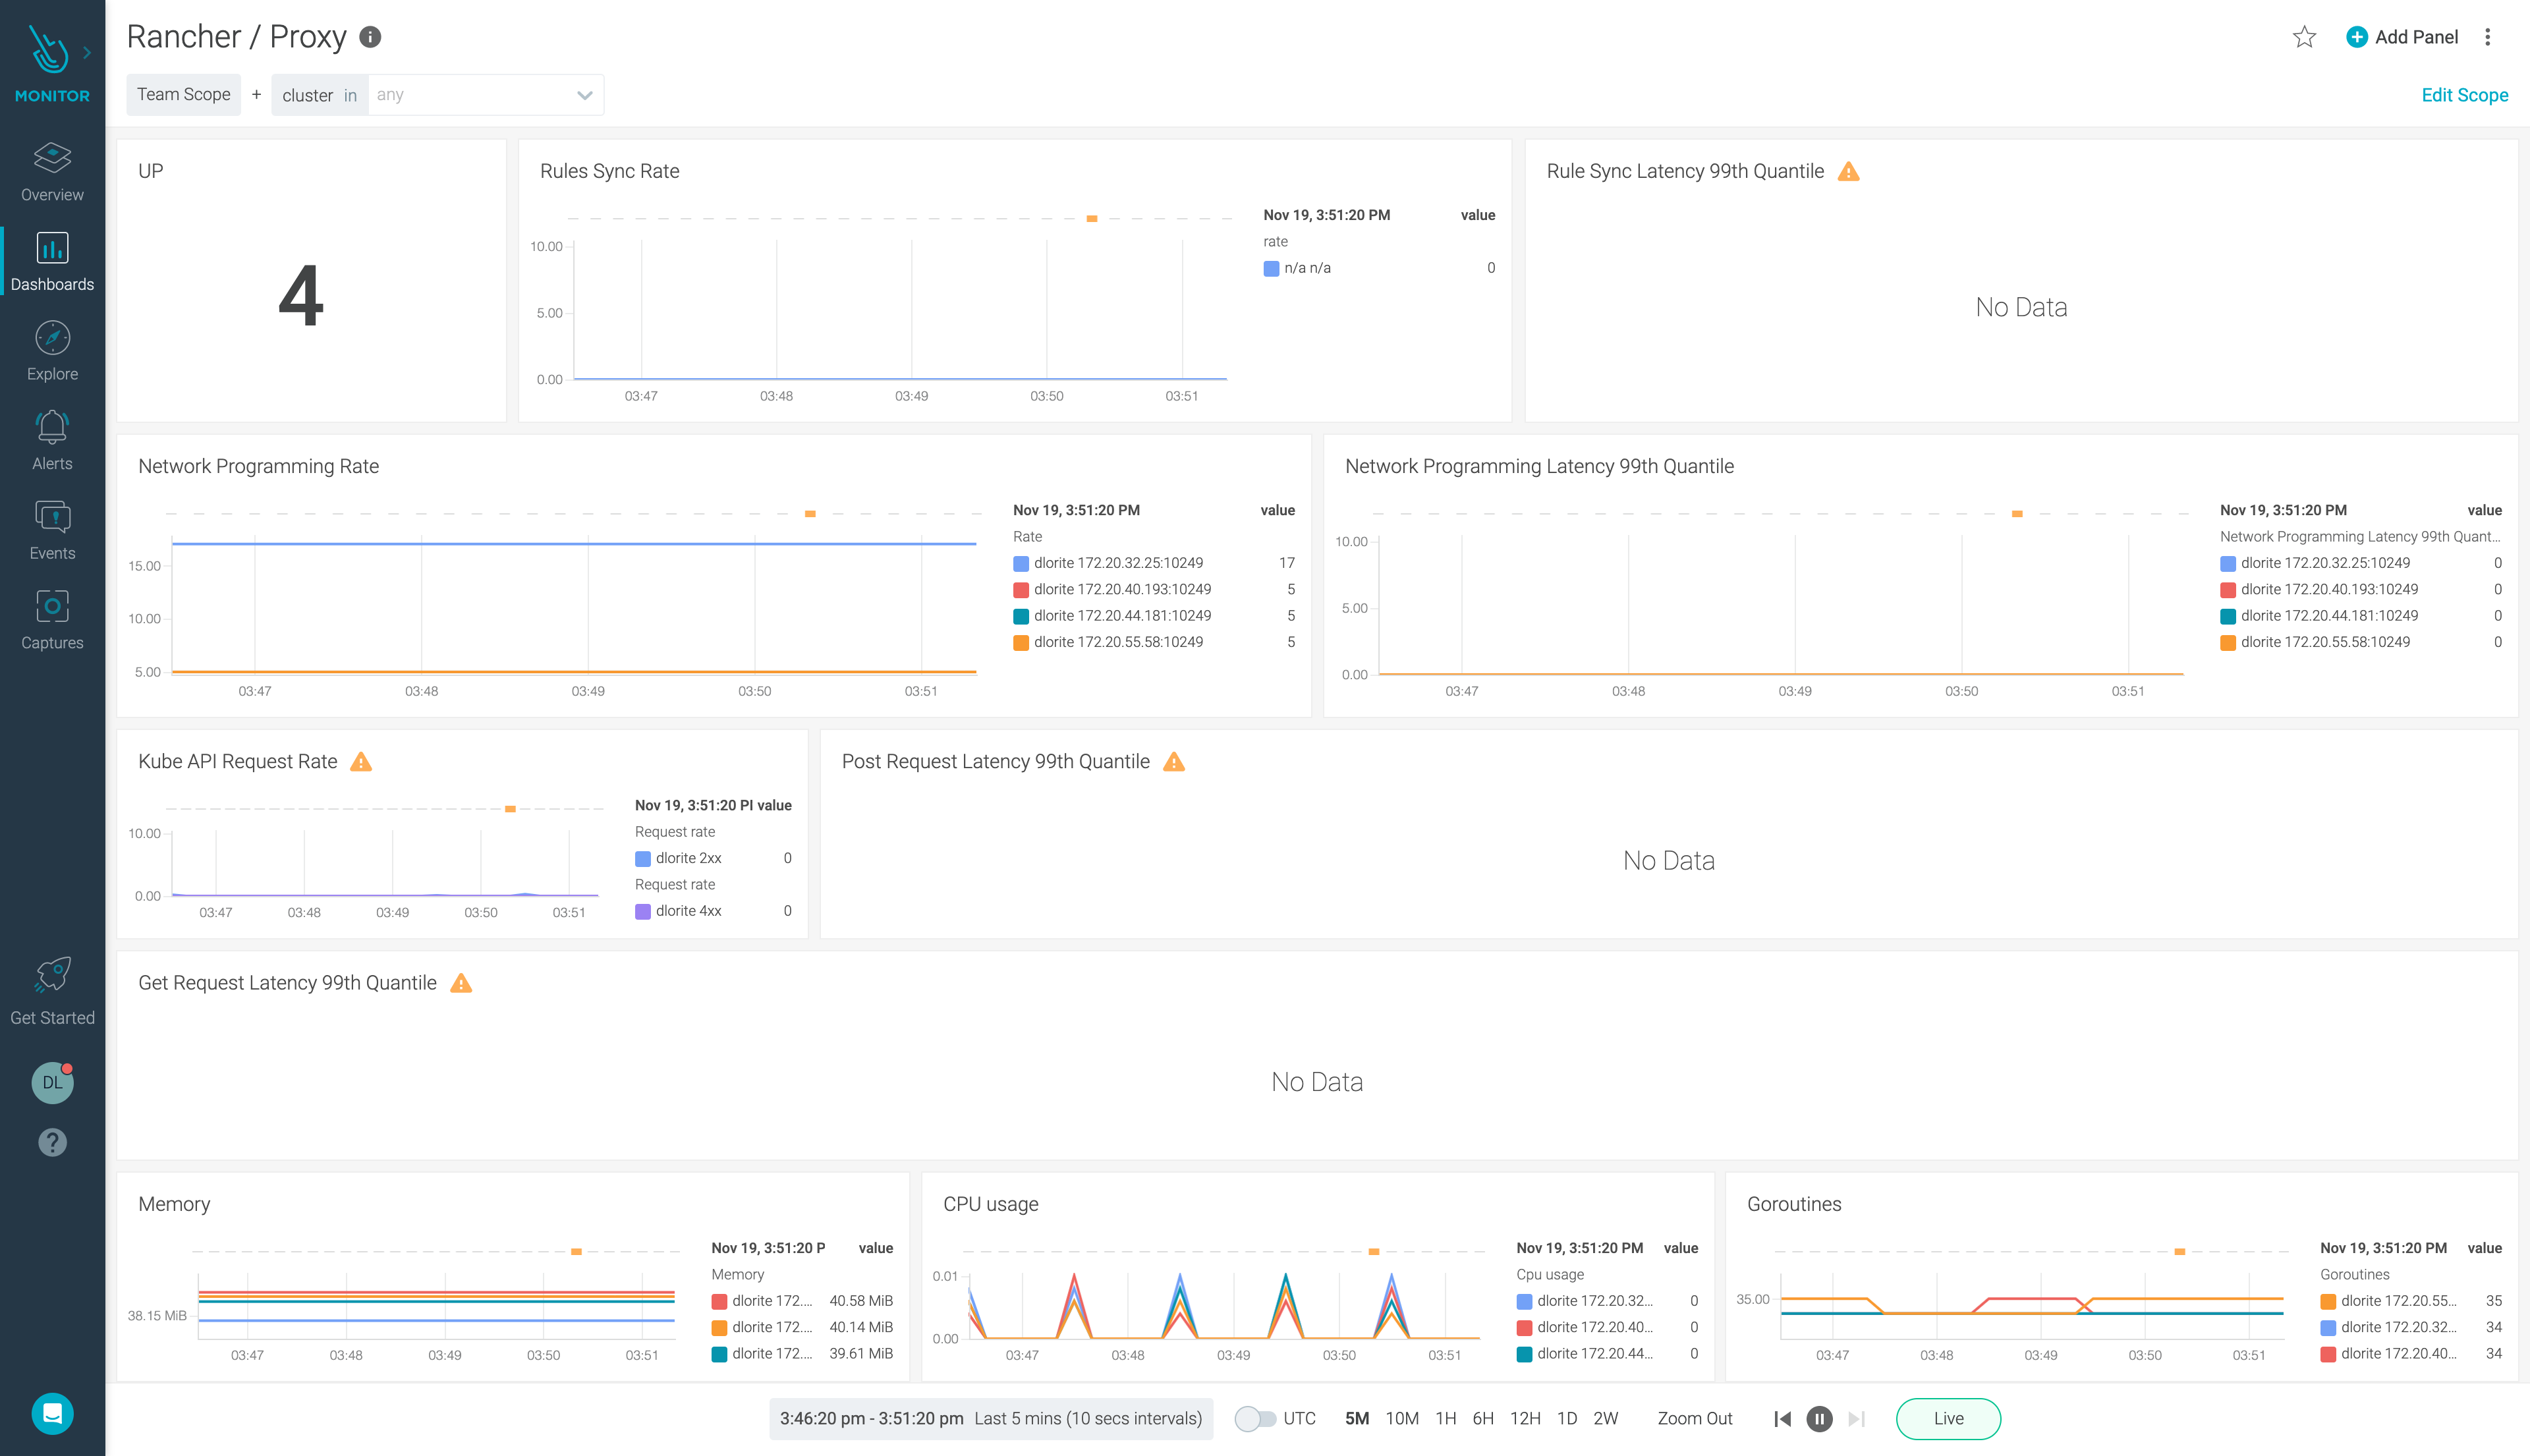 MONITOR
Overview
Dashboards
Explore
Alerts
Events
Captures
Get Started
DL
?
Rancher / Proxy i
Add Panel
Team Scope + cluster in any
Edit Scope
UP
4
Rules Sync Rate
10.00
5.00
0.00
03:47 03:48 03:49 03:50 03:51
Nov 19, 3:51:20 PM value
rate
n/a n/a 0
Rule Sync Latency 99th Quantile
No Data
Network Programming Rate
15.00
10.00
5.00
03:47 03:48 03:49 03:50 03:51
Nov 19, 3:51:20 PM value
Rate
dlorite 172.20.32.25:10249 17
dlorite 172.20.40.193:10249 5
dlorite 172.20.44.181:10249 5
dlorite 172.20.55.58:10249 5
Network Programming Latency 99th Quantile
10.00
5.00
0.00
03:47 03:48 03:49 03:50 03:51
Nov 19, 3:51:20 PM value
Network Programming Latency 99th Quant...
dlorite 172.20.32.25:10249 0
dlorite 172.20.40.193:10249 0
dlorite 172.20.44.181:10249 0
dlorite 172.20.55.58:10249 0
Kube API Request Rate
10.00
0.00
03:47 03:48 03:49 03:50 03:51
Nov 19, 3:51:20 PI value
Request rate
dlorite 2xx 0
Request rate
dlorite 4xx 0
Post Request Latency 99th Quantile
No Data
Get Request Latency 99th Quantile
No Data
Memory
38.15 MiB
03:47 03:48 03:49 03:50 03:51
Nov 19, 3:51:20 P value
Memory
dlorite 172.... 40.58 MiB
dlorite 172.... 40.14 MiB
dlorite 172.... 39.61 MiB
CPU usage
0.01
0.00
03:47 03:48 03:49 03:50 03:51
Nov 19, 3:51:20 PM value
Cpu usage
dlorite 172.20.32... 0
dlorite 172.20.40... 0
dlorite 172.20.44... 0
Goroutines
35.00
03:47 03:48 03:49 03:50 03:51
Nov 19, 3:51:20 PM value
Goroutines
dlorite 172.20.55... 35
dlorite 172.20.32... 34
dlorite 172.20.40... 34
3:46:20 pm - 3:51:20 pm Last 5 mins (10 secs intervals) UTC 5M 10M 1H 6H 12H 1D 2W Zoom Out Live